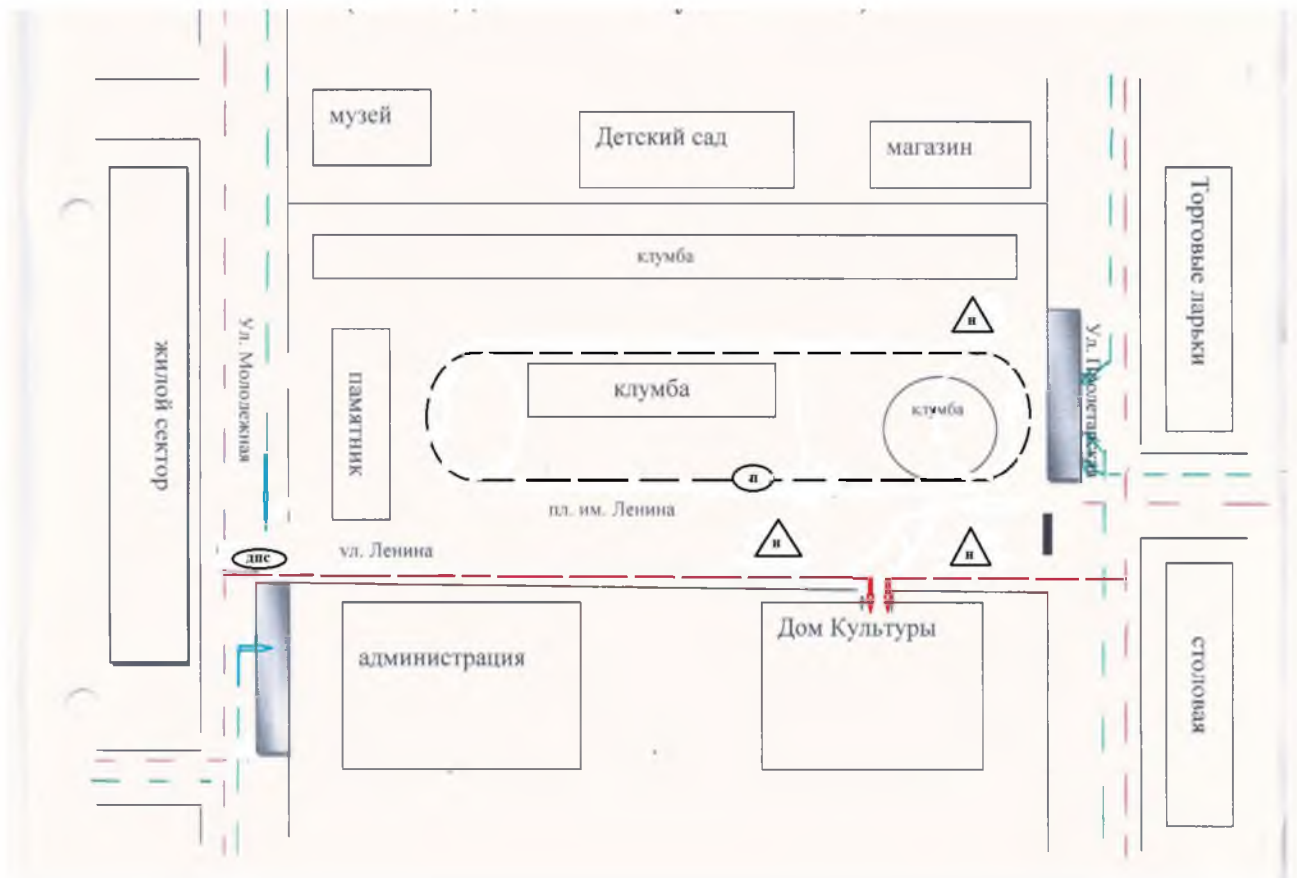 музей
Детский сад
магазин
клумба
Торговые ларьки
жилой сектор
Ул. Молодежная
памятник
клумба
клумба
н
Ул.
п
пл. им. Ленина
н
н
дпс
ул. Ленина
администрация
Дом Культуры
столовая